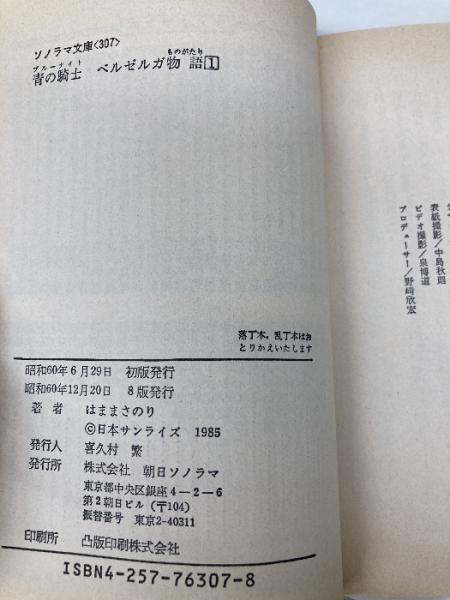 ソノラマ文庫<307>
ブルーナイト ものがたり
青の騎士 ベルゼルガ物語1
落丁本，乱丁本はお
とりかえいたします
昭和60年6月29日 初版発行
昭和60年12月20日 8版発行
著者 はままさのり
©日本サンライズ 1985
発行人 喜久村 繁
発行所 株式会社 朝日ソノラマ
東京都中央区銀座4-2-6
第2朝日ビル（〒104）
振替番号 東京2-40311
印刷所 凸版印刷株式会社
ISBN4-257-76307-8
表紙撮影/中島秋則
ビデオ撮影/泉博道
プロデューサー/野崎欣宏